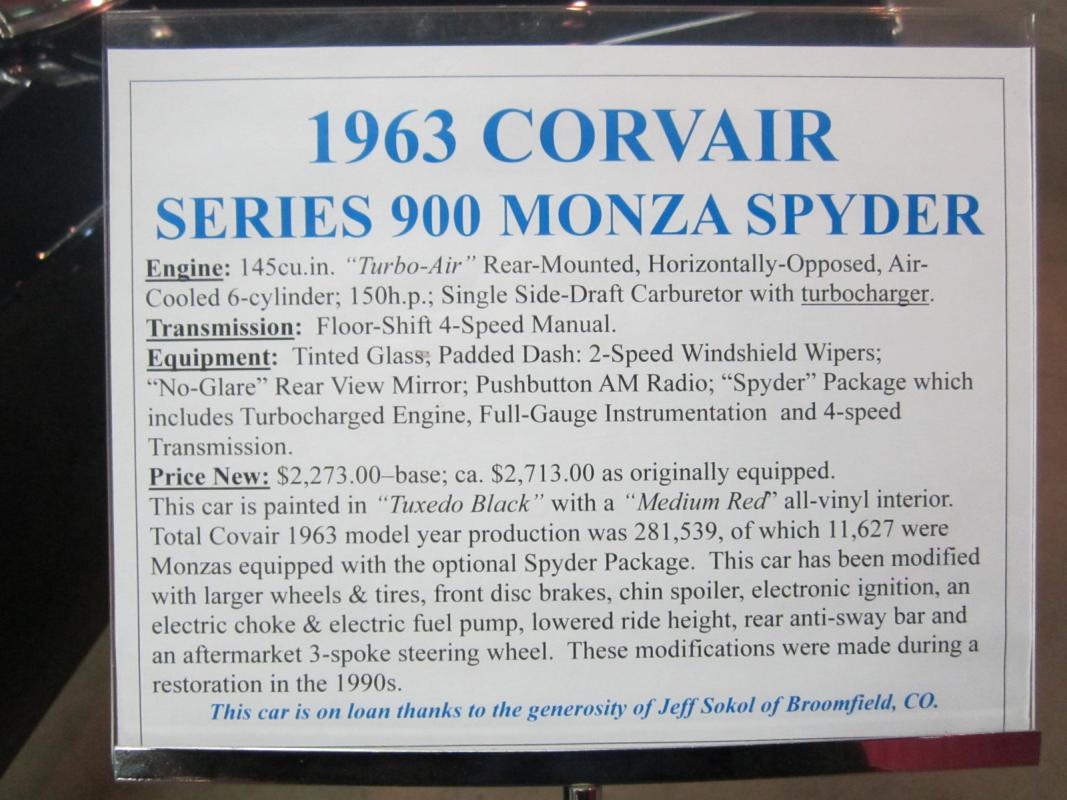 1963 CORVAIR
SERIES 900 MONZA SPYDER
Engine: 145cu.in. “Turbo-Air” Rear-Mounted, Horizontally-Opposed, Air-
Cooled 6-cylinder; 150h.p.; Single Side-Draft Carburetor with turbocharger.
Transmission: Floor-Shift 4-Speed Manual.
Equipment: Tinted Glass; Padded Dash: 2-Speed Windshield Wipers;
“No-Glare” Rear View Mirror; Pushbutton AM Radio; “Spyder” Package which
includes Turbocharged Engine, Full-Gauge Instrumentation and 4-speed
Transmission.
Price New: $2,273.00–base; ca. $2,713.00 as originally equipped.
This car is painted in “Tuxedo Black” with a “Medium Red” all-vinyl interior.
Total Covair 1963 model year production was 281,539, of which 11,627 were
Monzas equipped with the optional Spyder Package. This car has been modified
with larger wheels & tires, front disc brakes, chin spoiler, electronic ignition, an
electric choke & electric fuel pump, lowered ride height, rear anti-sway bar and
an aftermarket 3-spoke steering wheel. These modifications were made during a
restoration in the 1990s.
This car is on loan thanks to the generosity of Jeff Sokol of Broomfield, CO.